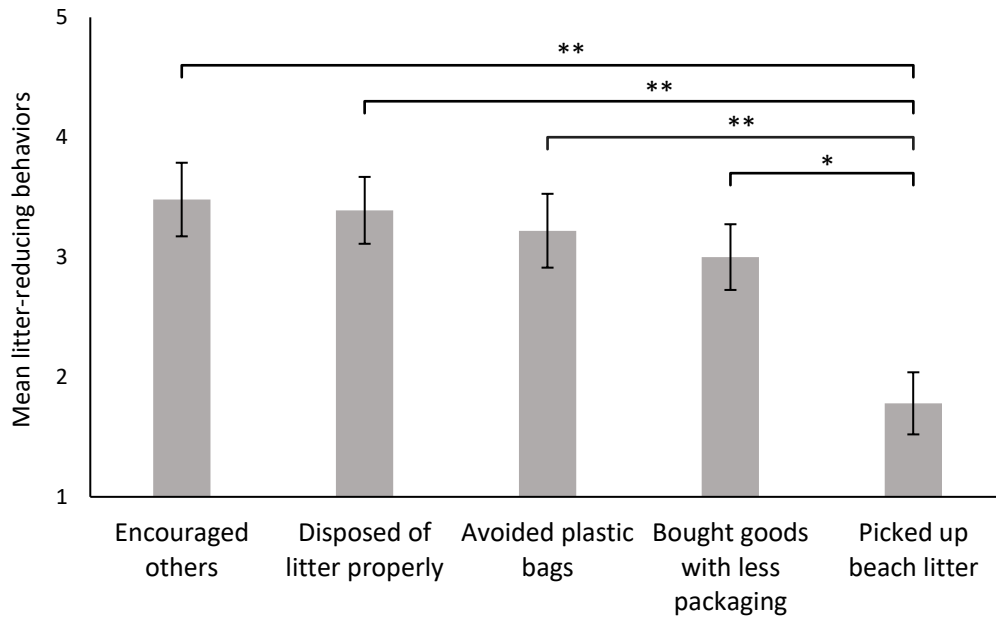 5
4
3
2
1
Mean litter-reducing behaviors
**
**
**
*
Encouraged
others
Disposed of
litter properly
Avoided plastic
bags
Bought goods
with less
packaging
Picked up
beach litter